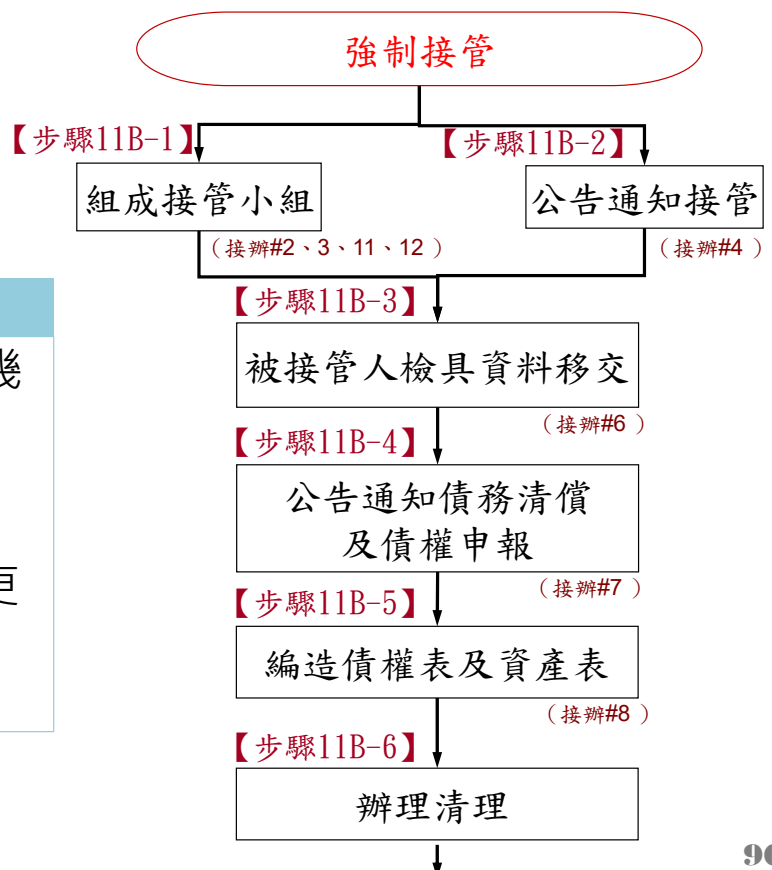 強制接管
【步驟11B-1】
【步驟11B-2】
組成接管小組
公告通知接管
（接辦#2、3、11、12 ）
（接辦#4 ）
【步驟11B-3】
被接管人檢具資料移交
（接辦#6 ）
【步驟11B-4】
公告通知債務清償
及債權申報
（接辦#7 ）
【步驟11B-5】
編造債權表及資產表
（接辦#8 ）
【步驟11B-6】
辦理清理